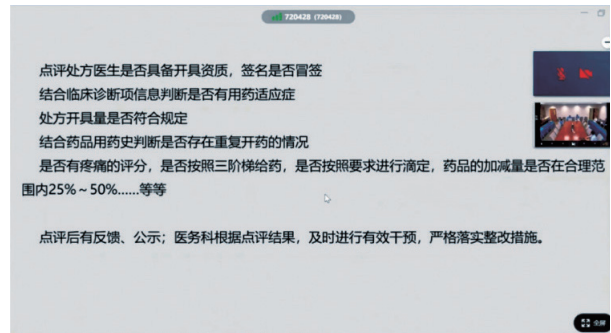 720428 (720428)
点评处方医生是否具备开具资质，签名是否冒签
结合临床诊断项信息判断是否有用药适应症
处方开具量是否符合规定
结合药品用药史判断是否存在重复开药的情况
是否有疼痛的评分，是否按照三阶梯给药，是否按照要求进行滴定，药品的加减量是否在合理范
围内25%～50%......等等
点评后有反馈、公示；医务科根据点评结果，及时进行有效干预，严格落实整改措施。
全屏